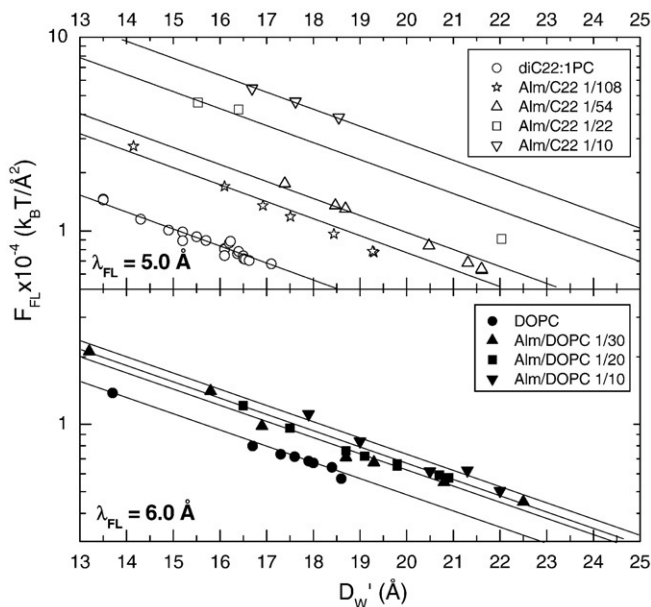 13 14 15 16 17 18 19 20 21 22 23 24 25
10
diC22:1PC
Alm/C22 1/108
Alm/C22 1/54
Alm/C22 1/22
Alm/C22 1/10
1
λFL = 5.0 Å
FFL x10⁻⁴ (kBT/Å²)
DOPC
Alm/DOPC 1/30
Alm/DOPC 1/20
Alm/DOPC 1/10
1
λFL = 6.0 Å
13 14 15 16 17 18 19 20 21 22 23 24 25
DW' (Å)